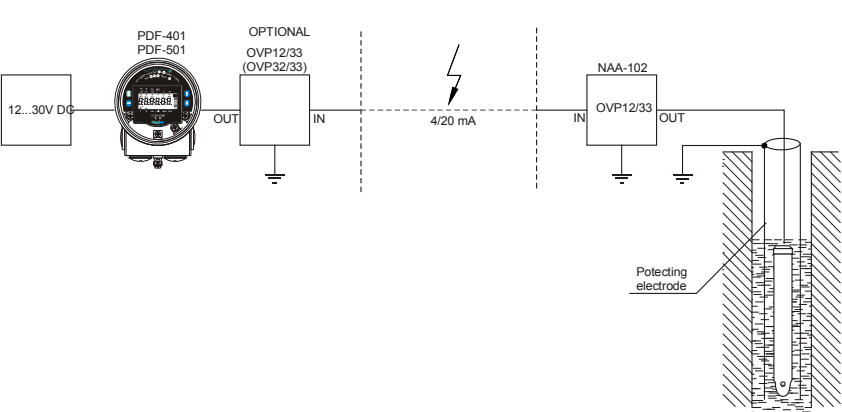 PDF-401
PDF-501
OPTIONAL
OVP12/33
(OVP32/33)
12...30V DC
OUT
IN
4/20 mA
NAA-102
IN
OVP12/33
OUT
Potecting
electrode